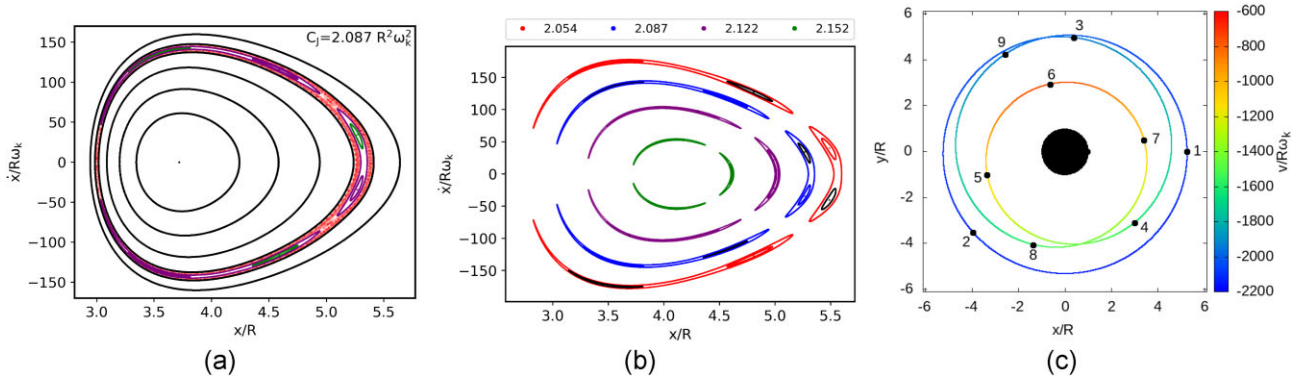 C_J=2.087 R²ω_k²
150
100
50
0
−50
−100
−150
ẋ/Rω_k
3.0 3.5 4.0 4.5 5.0 5.5
x/R
(a)
2.054 2.087 2.122 2.152
150
100
50
0
−50
−100
−150
ẋ/Rω_k
3.0 3.5 4.0 4.5 5.0 5.5
x/R
(b)
6
4
2
0
-2
-4
-6
y/R
3
9
6
7
1
5
2
4
8
-6 -4 -2 0 2 4 6
x/R
-600
-800
-1000
-1200
-1400
-1600
-1800
-2000
-2200
v/Rω_k
(c)